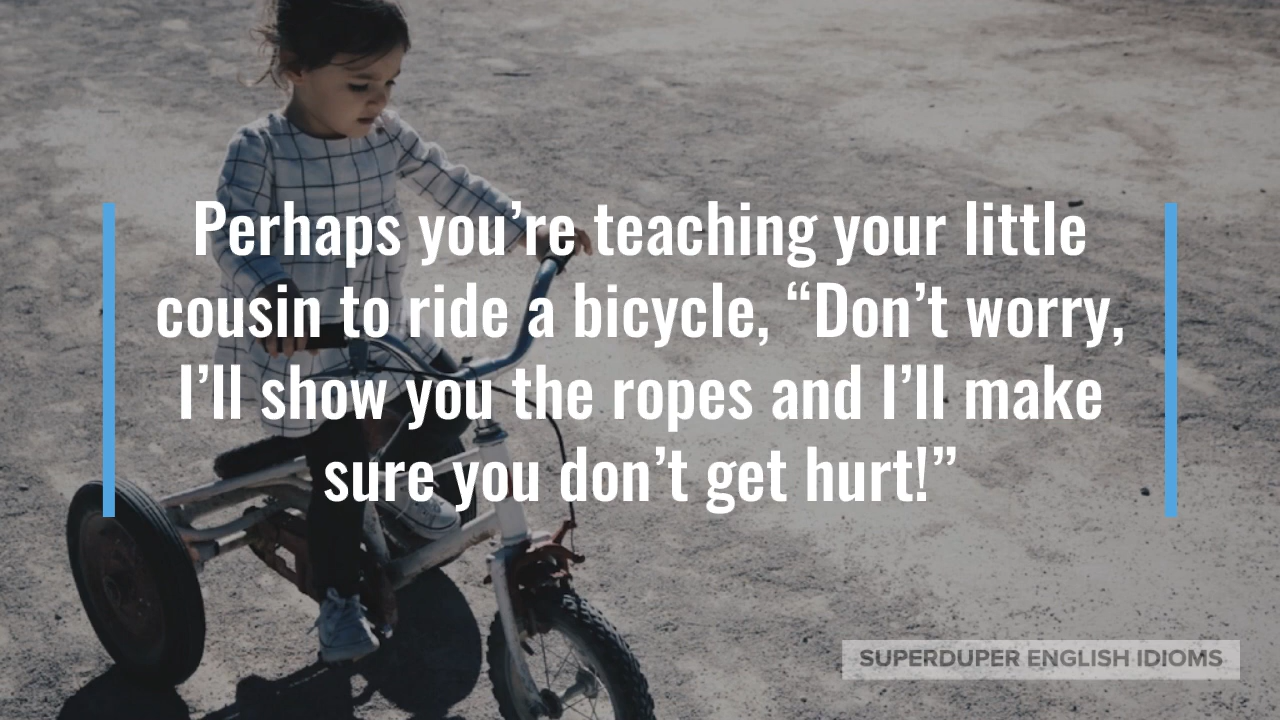 Perhaps you’re teaching your little
cousin to ride a bicycle, “Don’t worry,
I’ll show you the ropes and I’ll make
sure you don’t get hurt!”
SUPERDUPER ENGLISH IDIOMS